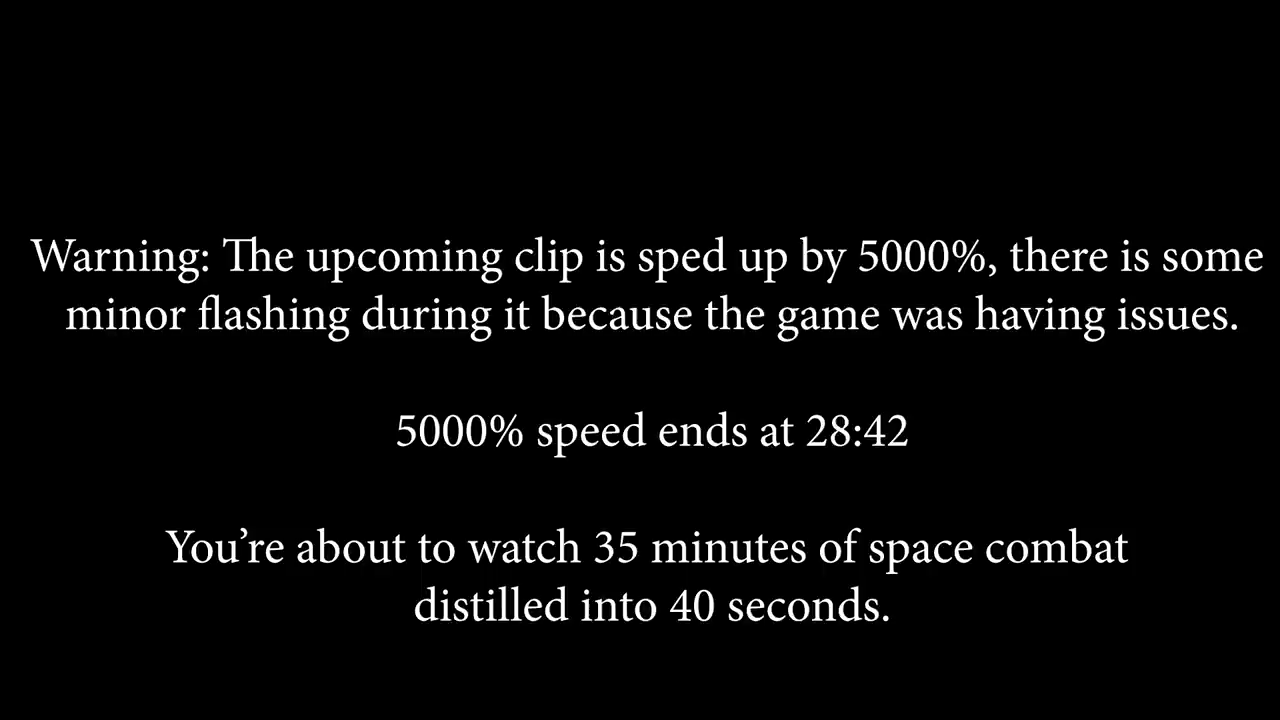 Warning: The upcoming clip is sped up by 5000%, there is some
minor flashing during it because the game was having issues.
5000% speed ends at 28:42
You’re about to watch 35 minutes of space combat
distilled into 40 seconds.